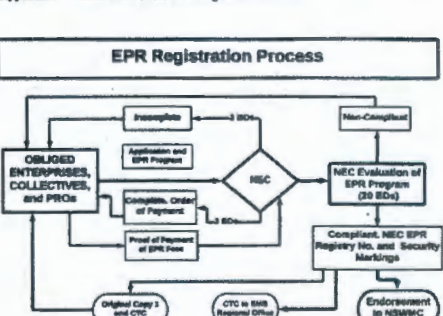 EPR Registration Process
Incomplete
3 BDs
Non-Compliant
OBLIGED
ENTERPRISES,
COLLECTIVES,
and PROs
Application and
EPR Program
NEC
NEC Evaluation of
EPR Program
(20 BDs)
Complete. Order
of Payment
3 BDs
Proof of Payment
of EPR Fees
Compliant. NEC EPR
Registry No. and Security
Markings
Original Copy 3
and CTC
CTC to EMB
Regional Office
Endorsement
to NSWMC